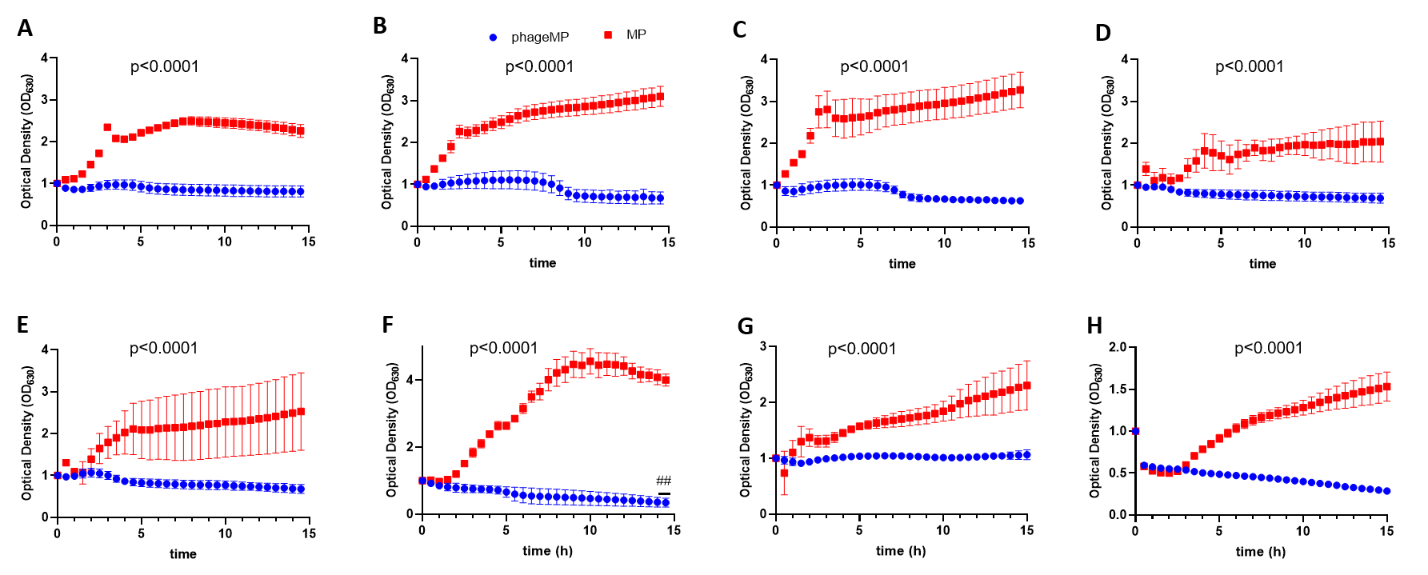 A
B
phageMP
MP
C
D
p<0.0001
p<0.0001
p<0.0001
p<0.0001
Optical Density (OD630)
4
3
2
1
0
0 5 10 15
Optical Density (OD630)
4
3
2
1
0
0 5 10 15
time
Optical Density (OD630)
4
3
2
1
0
0 5 10 15
time
Optical Density (OD630)
4
3
2
1
0
0 5 10 15
time
E
F
G
H
p<0.0001
p<0.0001
p<0.0001
p<0.0001
Optical Density (OD630)
4
3
2
1
0
0 5 10 15
time
Optical Density (OD630)
4
2
0
##
0 5 10 15
time (h)
Optical Density (OD630)
3
2
1
0
0 5 10 15
time (h)
Optical Density (OD630)
2.0
1.5
1.0
0.5
0.0
0 5 10 15
time (h)